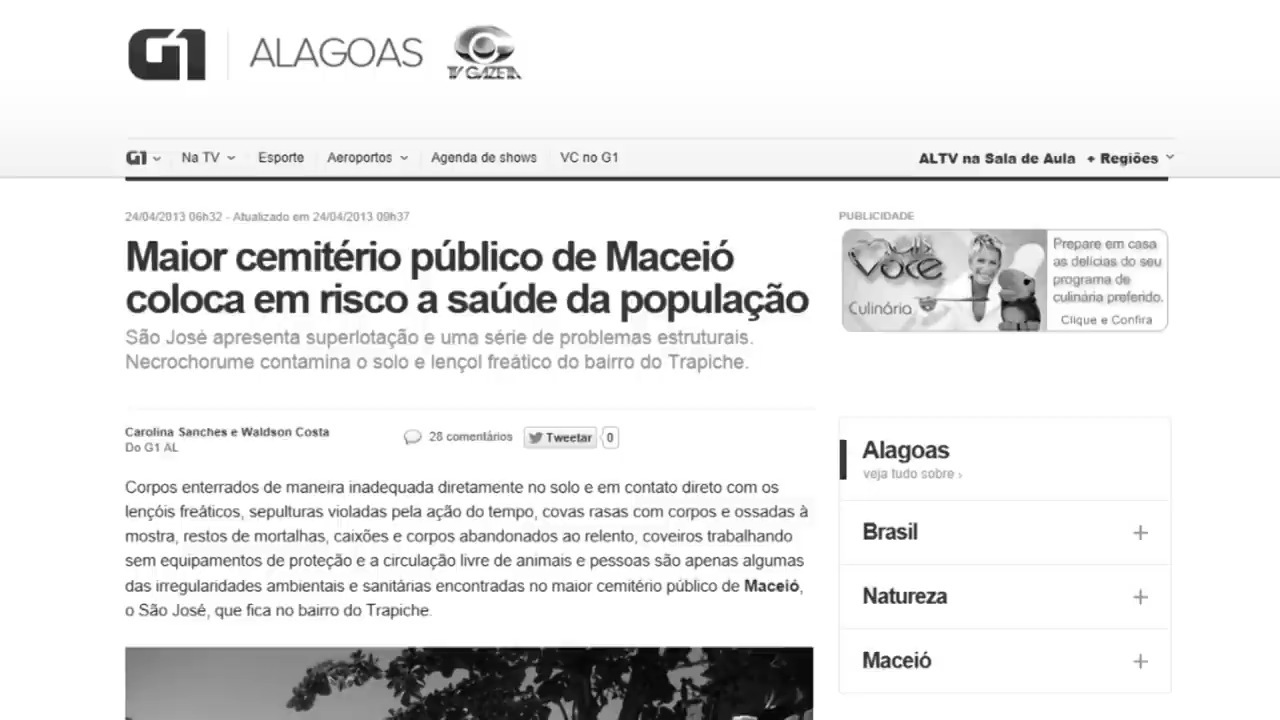 G1 ALAGOAS TV GAZETA
G1 Na TV Esporte Aeroportos Agenda de shows VC no G1 ALTV na Sala de Aula + Regiões
24/04/2013 06h32 - Atualizado em 24/04/2013 09h37
Maior cemitério público de Maceió
coloca em risco a saúde da população
São José apresenta superlotação e uma série de problemas estruturais.
Necrochorume contamina o solo e lençol freático do bairro do Trapiche.
Carolina Sanches e Waldson Costa
Do G1 AL
28 comentários Tweetar 0
Corpos enterrados de maneira inadequada diretamente no solo e em contato direto com os
lençóis freáticos, sepulturas violadas pela ação do tempo, covas rasas com corpos e ossadas à
mostra, restos de mortalhas, caixões e corpos abandonados ao relento, coveiros trabalhando
sem equipamentos de proteção e a circulação livre de animais e pessoas são apenas algumas
das irregularidades ambientais e sanitárias encontradas no maior cemitério público de Maceió,
o São José, que fica no bairro do Trapiche.
PUBLICIDADE
Mais
Você
Culinária
Prepare em casa
as delícias do seu
programa de
culinária preferido.
Clique e Confira
Alagoas
veja tudo sobre ›
Brasil +
Natureza +
Maceió +